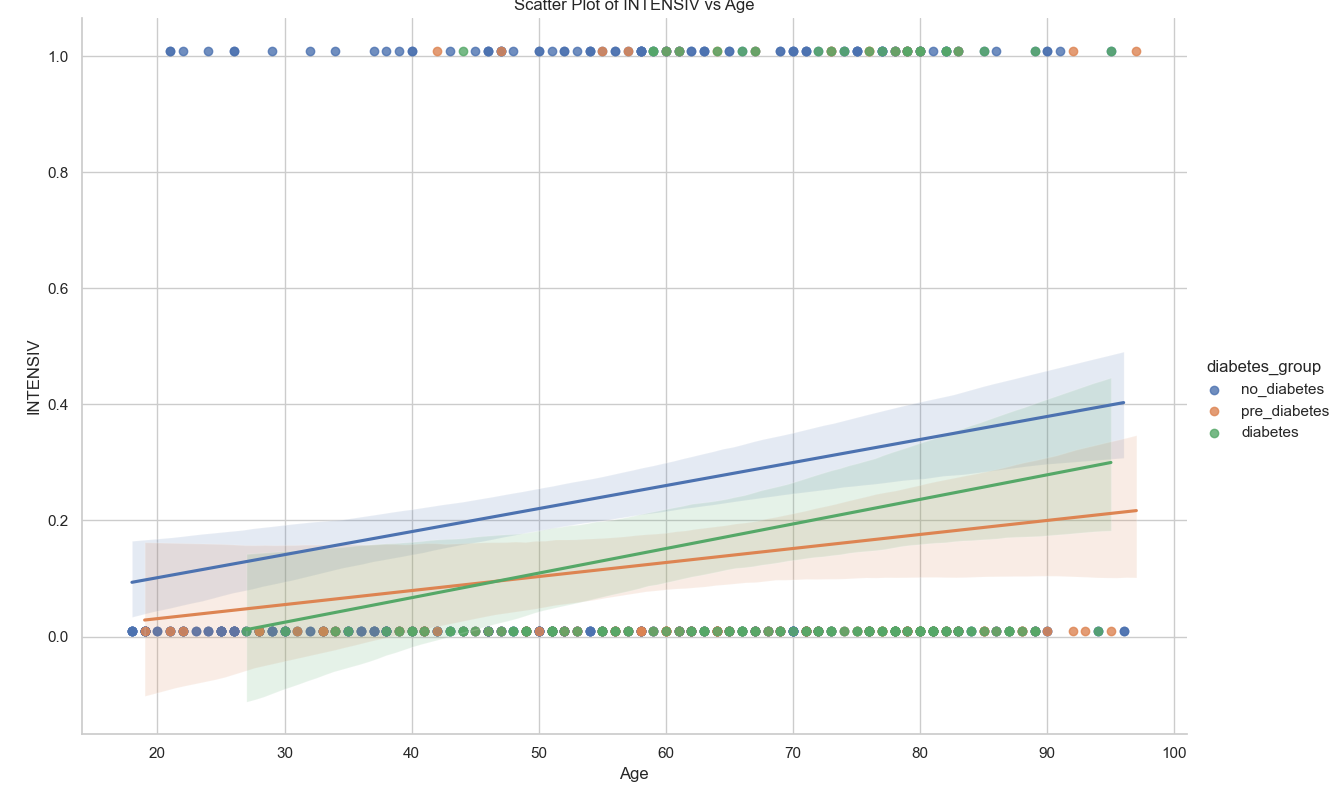 Scatter Plot of INTENSIV vs Age
1.0
0.8
0.6
0.4
0.2
0.0
INTENSIV
20 30 40 50 60 70 80 90 100
Age
diabetes_group
no_diabetes
pre_diabetes
diabetes